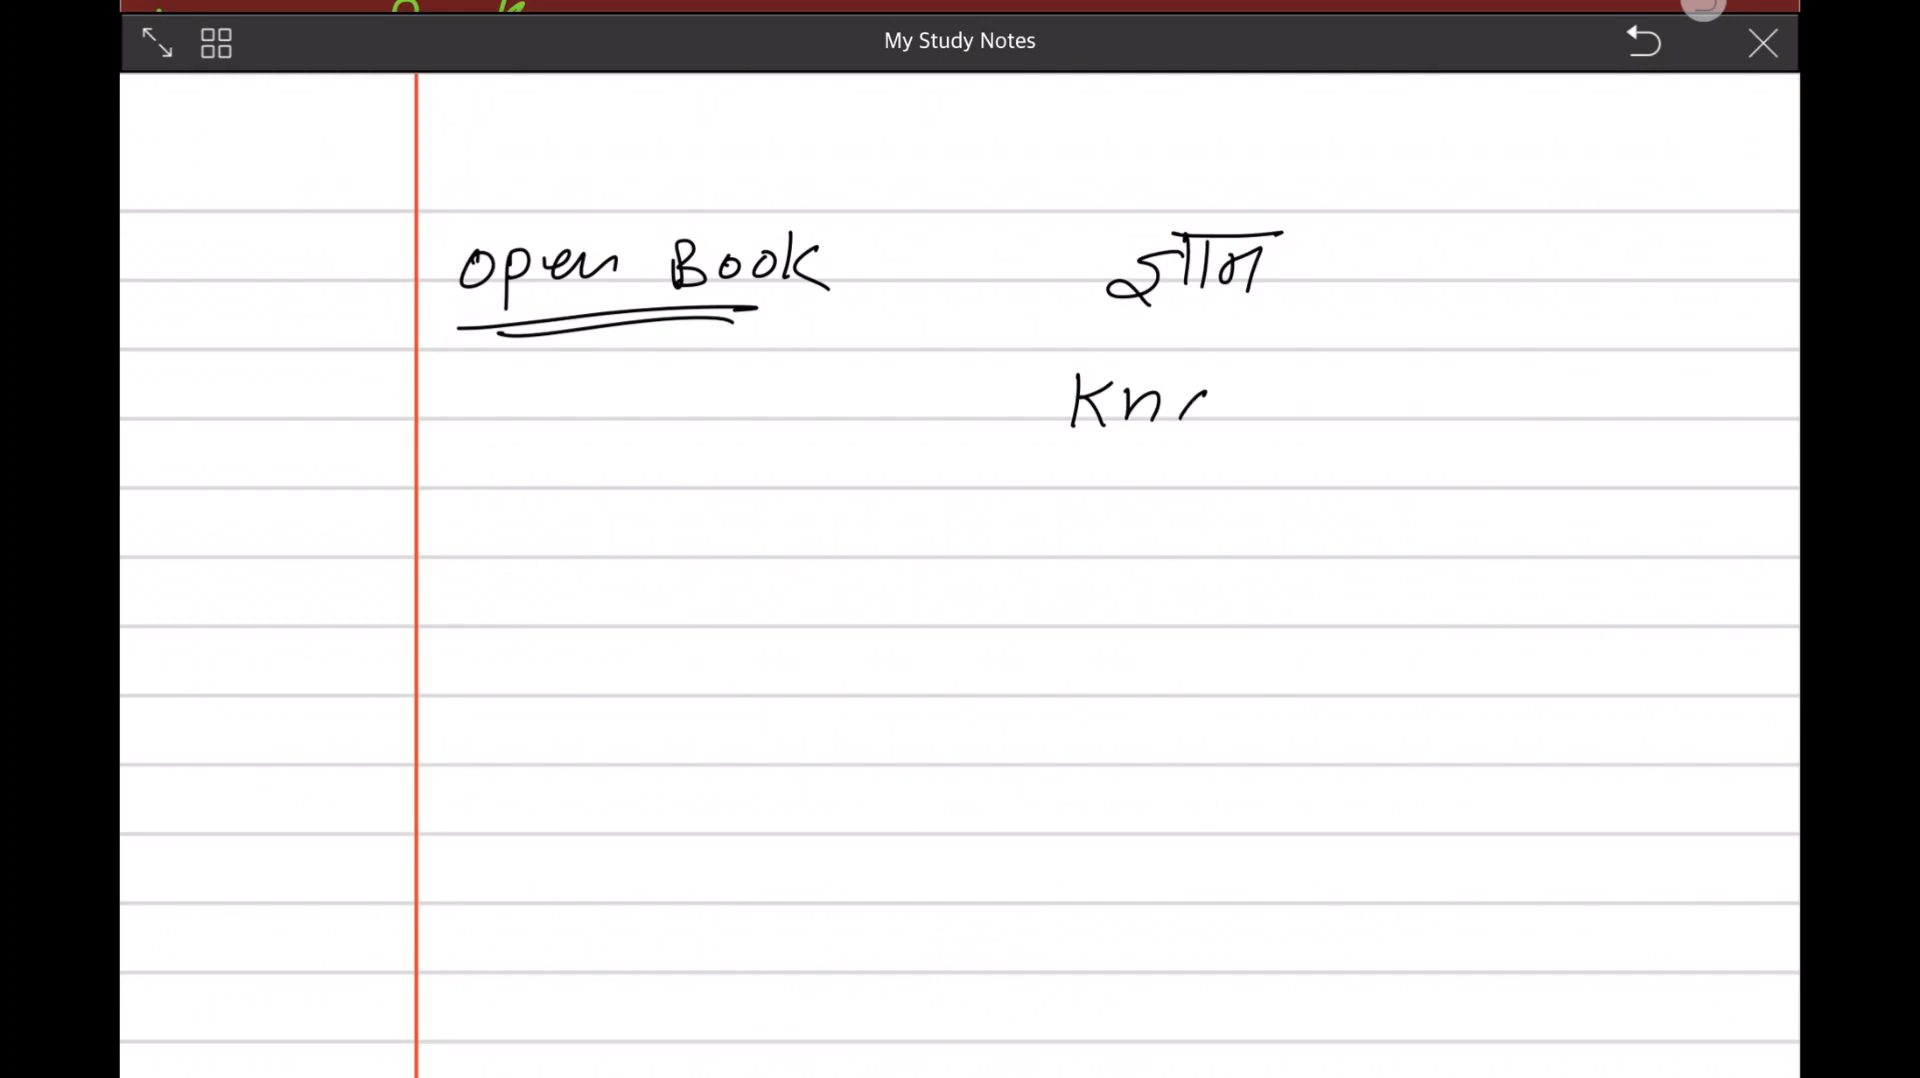 My Study Notes
Open Book জ্ঞান
Kn